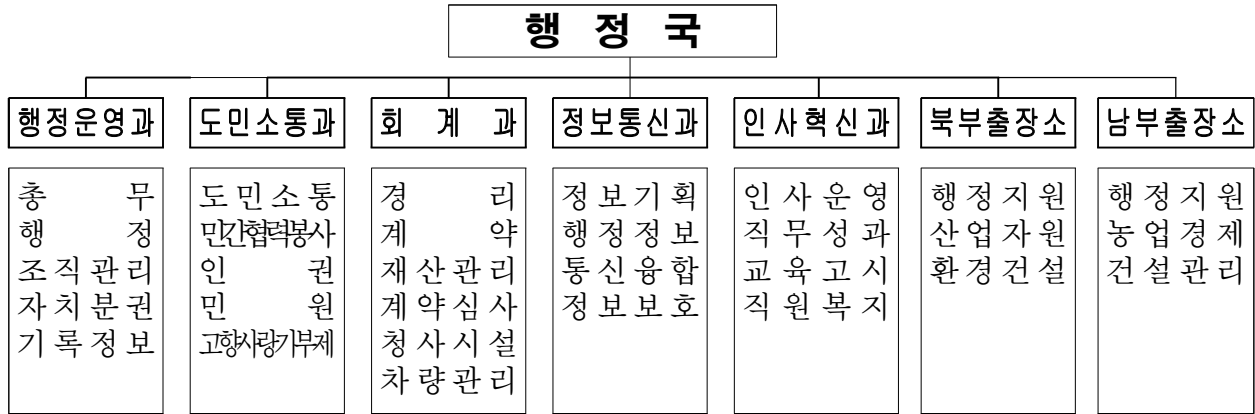 행 정 국
행정운영과
총 무
행 정
조직관리
자치분권
기록정보
도민소통과
도민소통
민간협력봉사
인 권
민 원
고향사랑기부제
회 계 과
경 리
계 약
재산관리
계약심사
청사시설
차량관리
정보통신과
정보기획
행정정보
통신융합
정보보호
인사혁신과
인사운영
직무성과
교육고시
직원복지
북부출장소
행정지원
산업자원
환경건설
남부출장소
행정지원
농업경제
건설관리